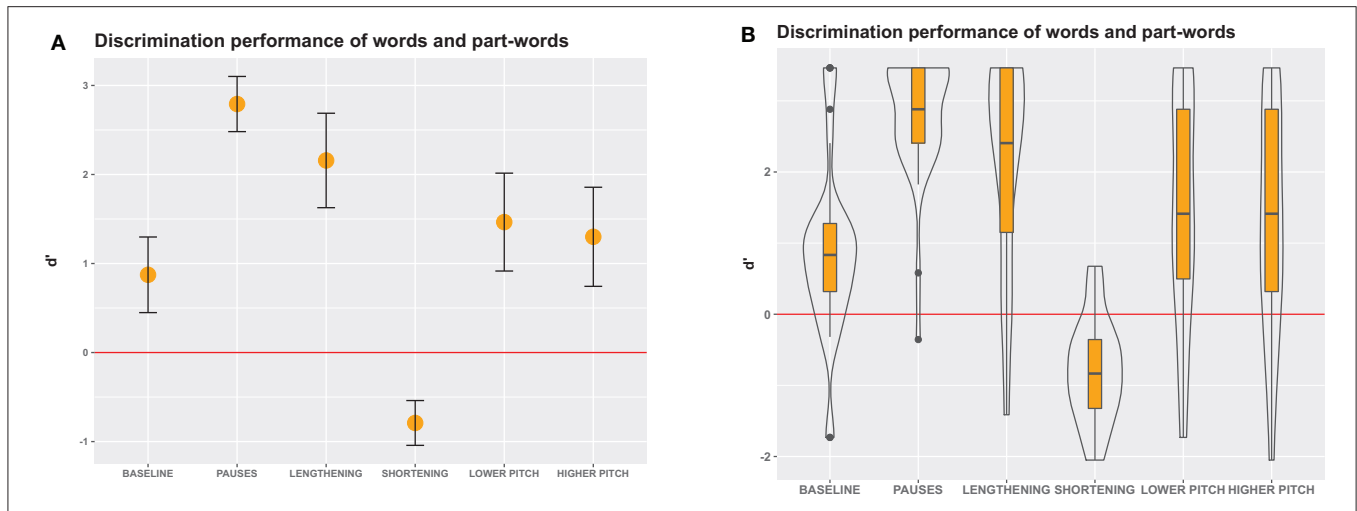 A Discrimination performance of words and part-words
d'
3
2
1
0
-1
BASELINE PAUSES LENGTHENING SHORTENING LOWER PITCH HIGHER PITCH
B Discrimination performance of words and part-words
d'
2
0
-2
BASELINE PAUSES LENGTHENING SHORTENING LOWER PITCH HIGHER PITCH